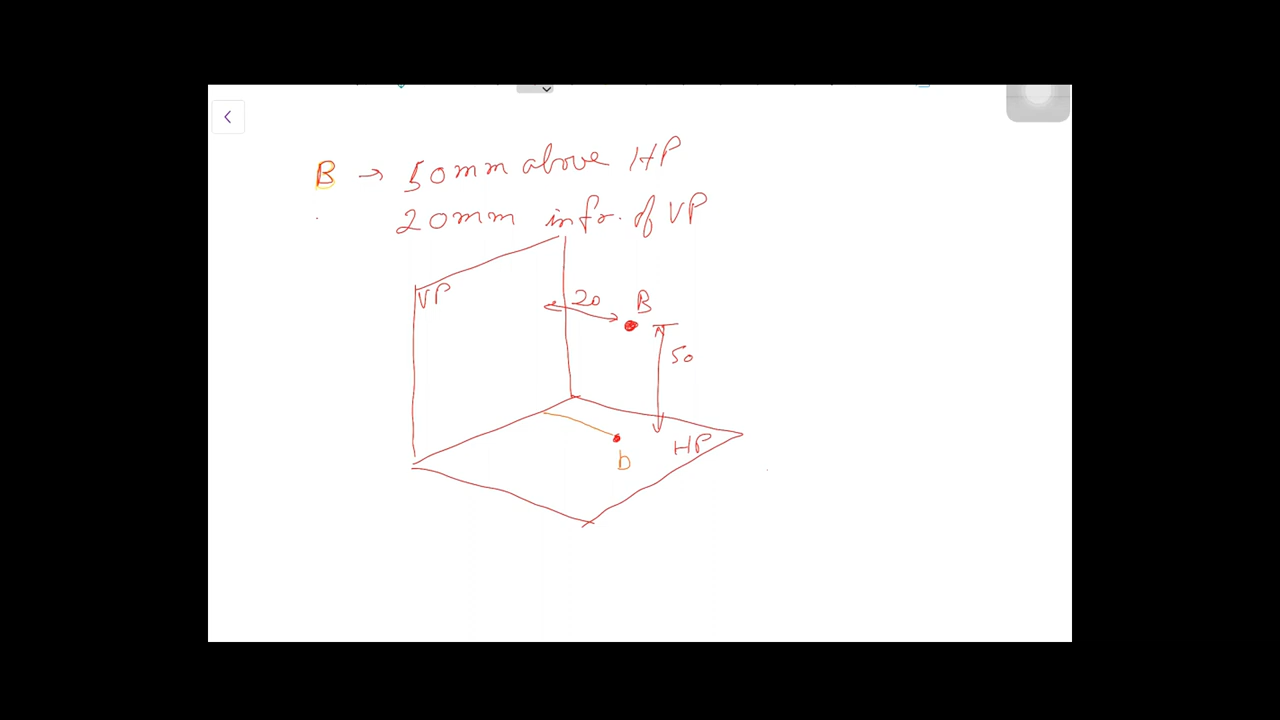 B → 50mm above HP
20mm infr. of VP
VP
20
B
50
HP
b